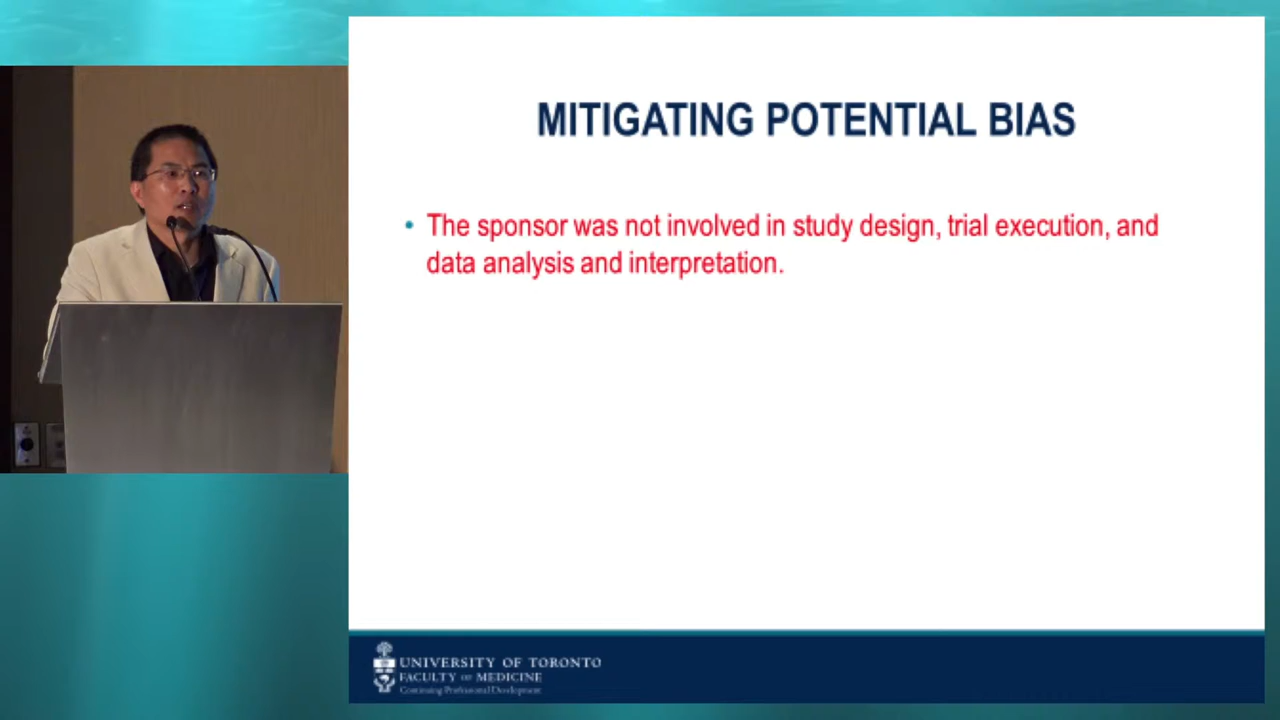 MITIGATING POTENTIAL BIAS
• The sponsor was not involved in study design, trial execution, and
data analysis and interpretation.
UNIVERSITY OF TORONTO
FACULTY OF MEDICINE
Continuing Professional Development